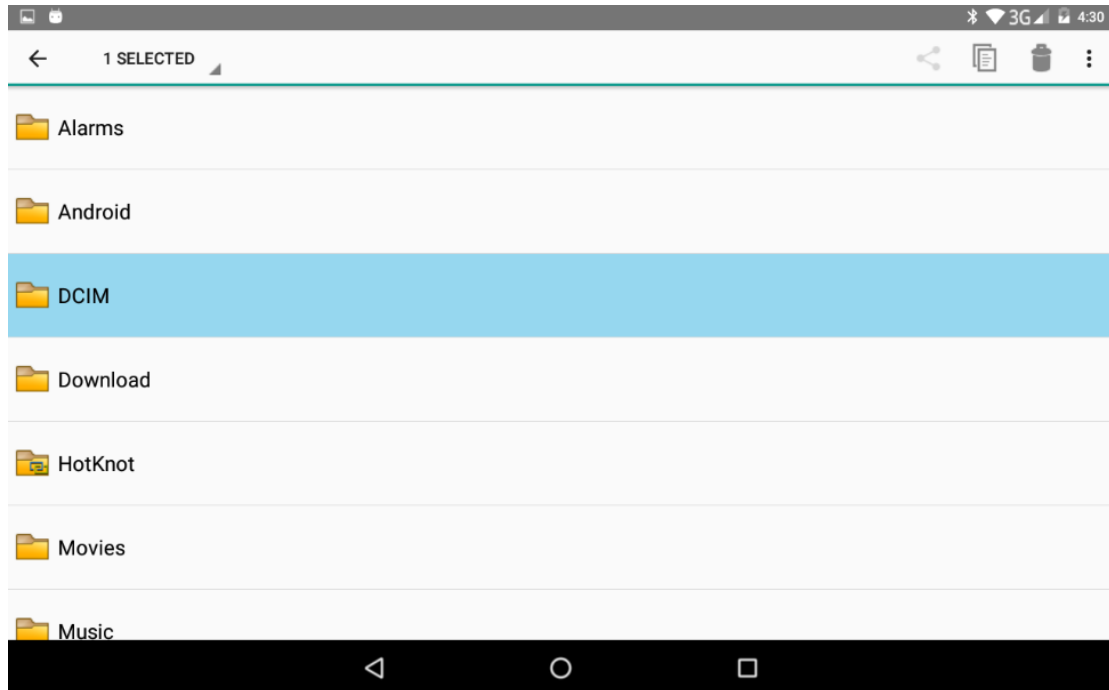 3G 4:30
1 SELECTED
Alarms
Android
DCIM
Download
HotKnot
Movies
Music